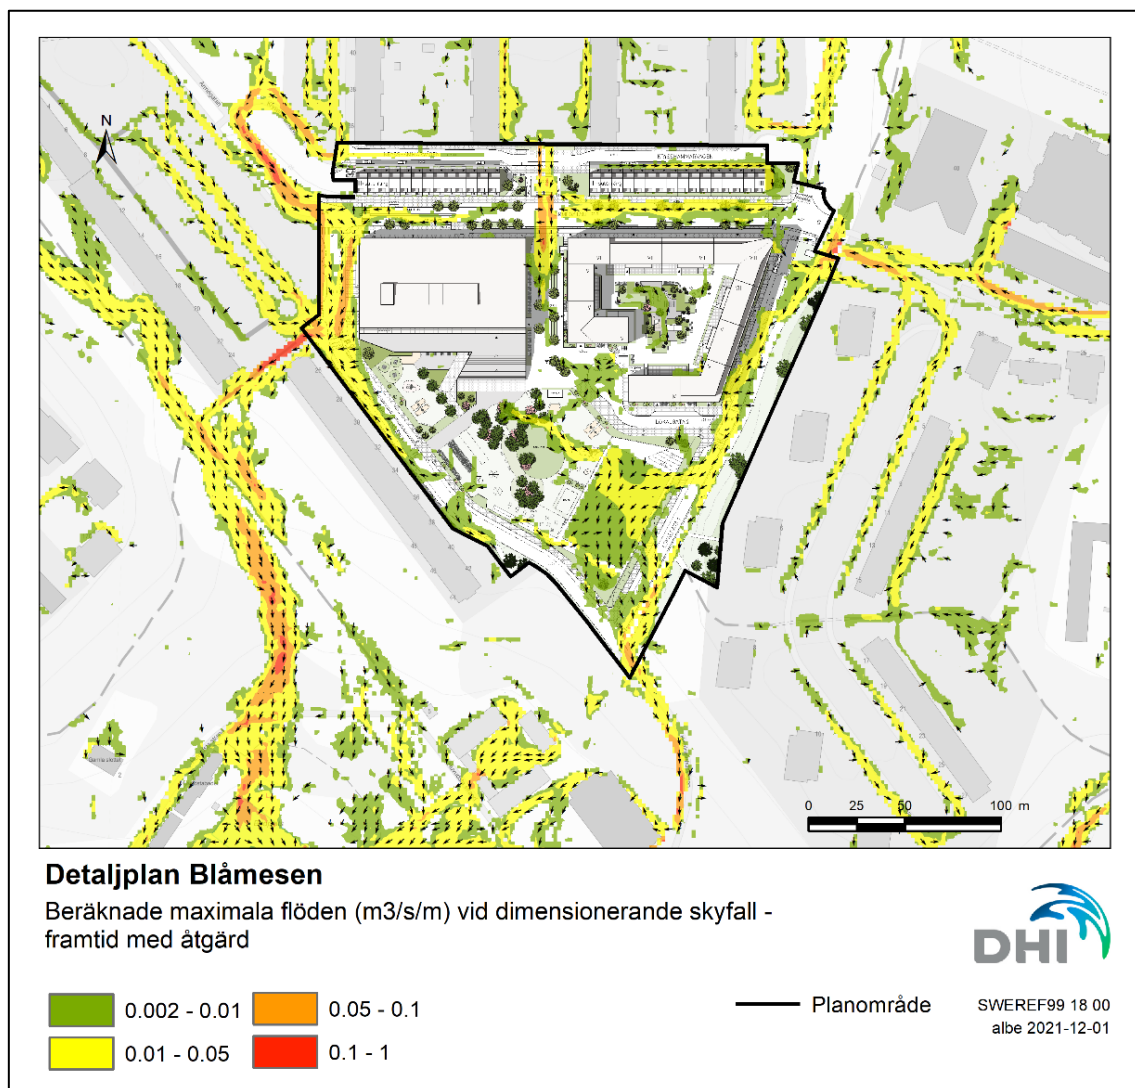 N
LOKALGATA 2
0 25 50 100 m
Detaljplan Blåmesen
Beräknade maximala flöden (m3/s/m) vid dimensionerande skyfall -
framtid med åtgärd
DHI
0.002 - 0.01
0.05 - 0.1
Planområde
SWEREF99 18 00
albe 2021-12-01
0.01 - 0.05
0.1 - 1